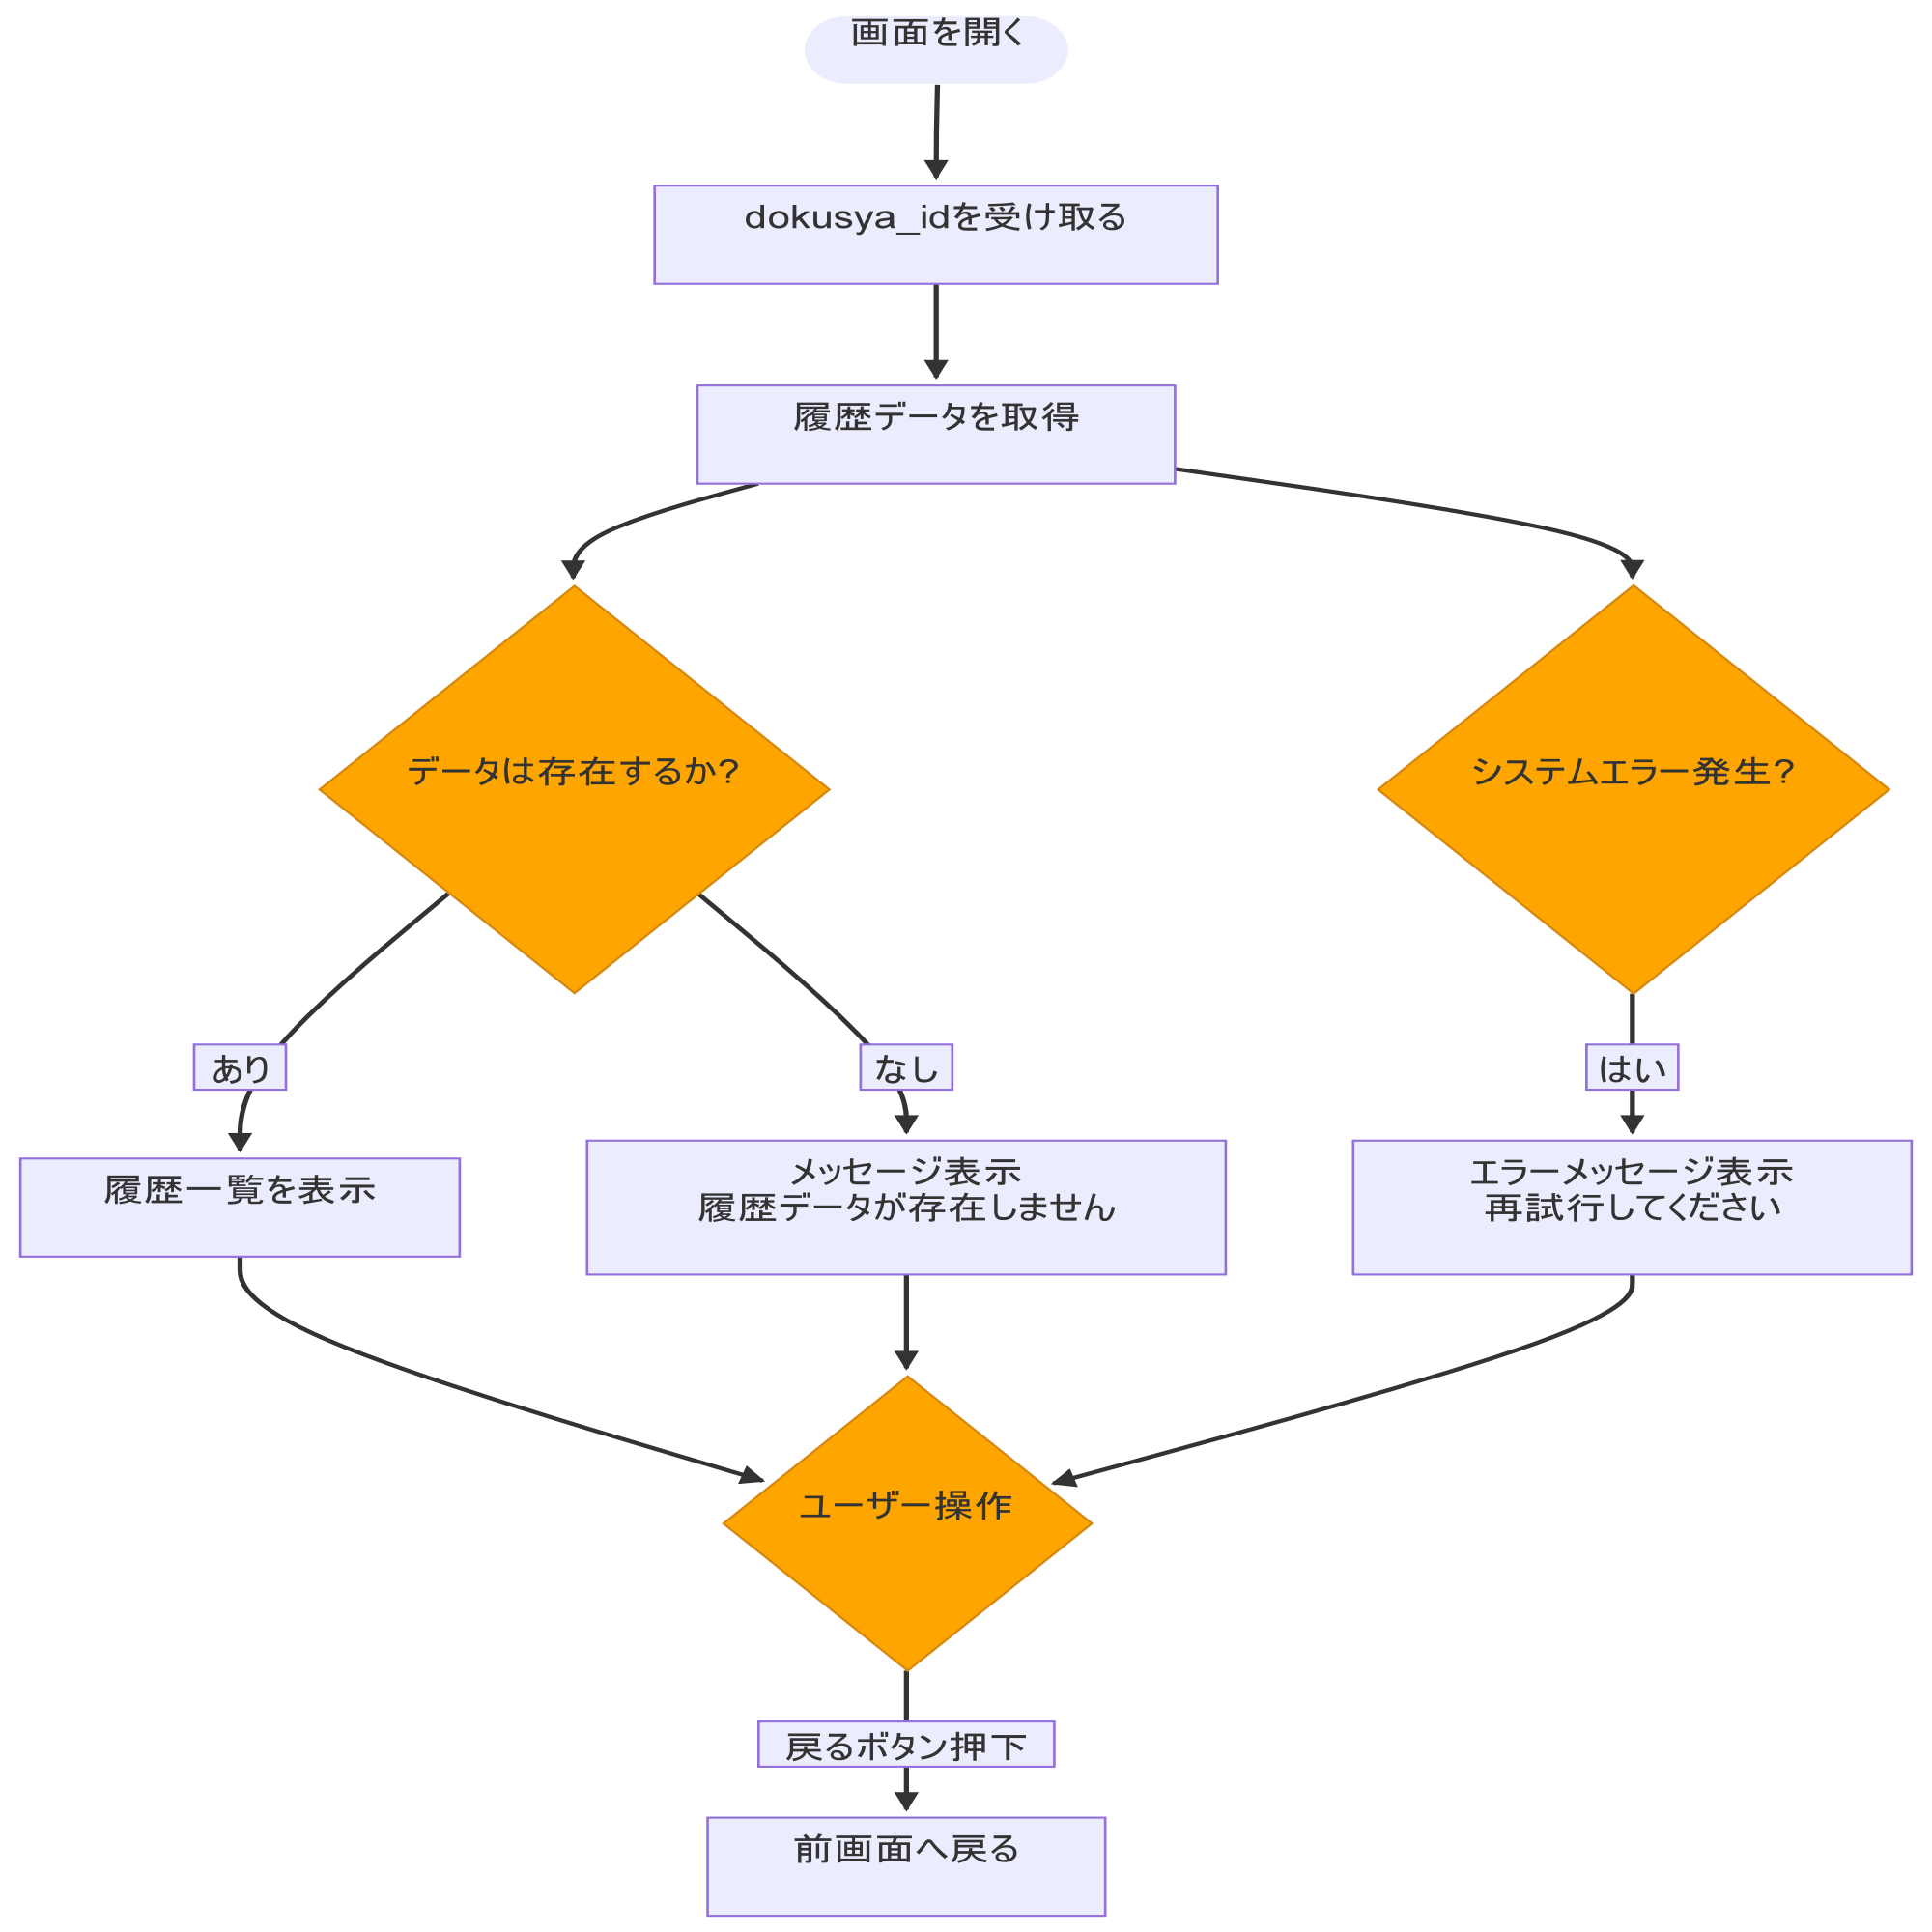 画面を開く
dokusya_idを受け取る
履歴データを取得
データは存在するか？
システムエラー発生？
あり
なし
はい
履歴一覧を表示
メッセージ表示
履歴データが存在しません
エラーメッセージ表示
再試行してください
ユーザー操作
戻るボタン押下
前画面へ戻る